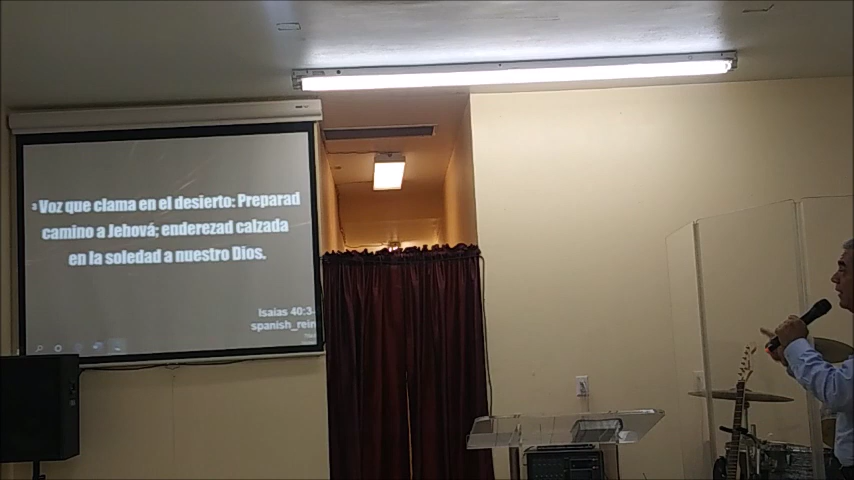 3 Voz que clama en el desierto: Preparad
camino a Jehová; enderezad calzada
en la soledad a nuestro Dios.
Isaias 40:3-
spanish_rein